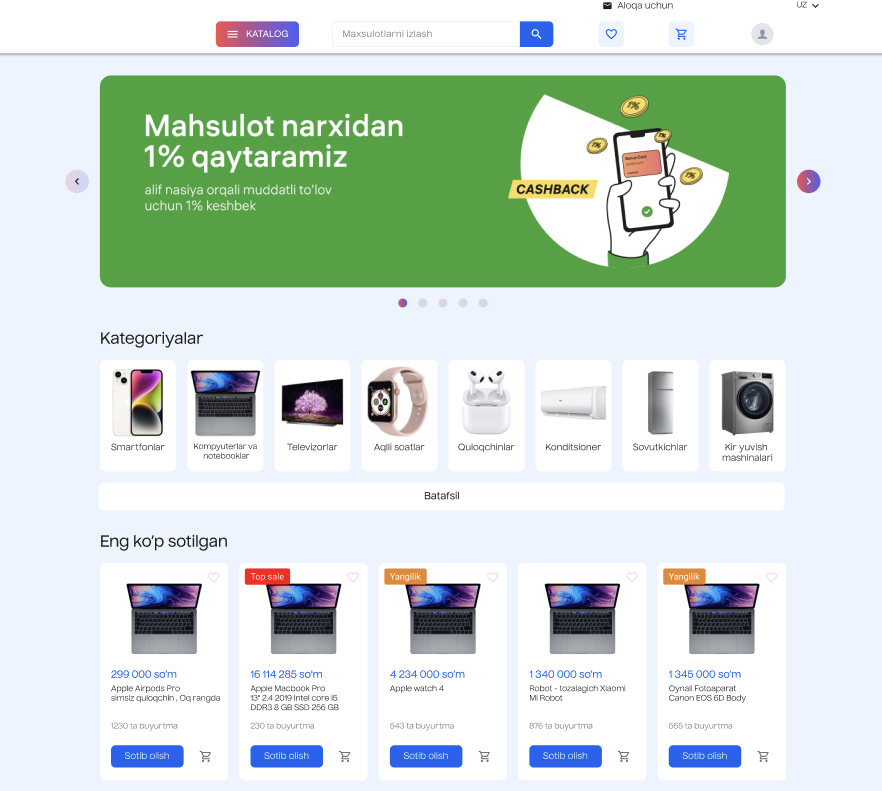 Aloqa uchun
UZ
KATALOG
Maxsulotlarni izlash
Mahsulot narxidan
1% qaytaramiz
alif nasiya orqali muddatli to'lov
uchun 1% keshbek
1%
1%
1%
1%
Bonus Card
CASHBACK
Kategoriyalar
Smartfonlar
Kompyuterlar va
notebooklar
Televizorlar
Aqlli soatlar
Quloqchinlar
Konditsioner
Sovutkichlar
Kir yuvish
mashinalari
Batafsil
Eng ko‘p sotilgan
299 000 so‘m
Apple Airpods Pro
simsiz quloqchin , Oq rangda
1230 ta buyurtma
Sotib olish
Top sale
16 114 285 so‘m
Apple Macbook Pro
13" 2.4 2019 Intel core i5
DDR3 8 GB SSD 256 GB
230 ta buyurtma
Sotib olish
Yangilik
4 234 000 so‘m
Apple watch 4
543 ta buyurtma
Sotib olish
1 340 000 so‘m
Robot - tozalagich Xiaomi
Mi Robot
876 ta buyurtma
Sotib olish
Yangilik
1 345 000 so‘m
Oynali Fotoaparat
Canon EOS 6D Body
565 ta buyurtma
Sotib olish